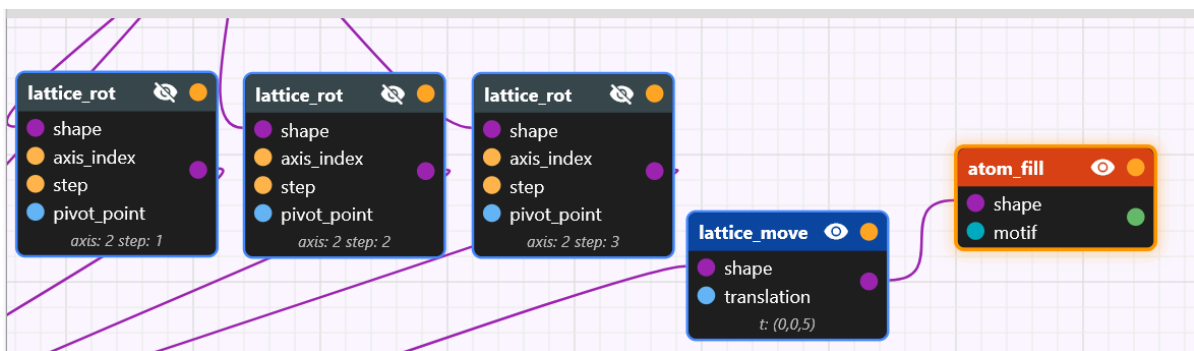 lattice_rot
shape
axis_index
step
pivot_point
axis: 2 step: 1
lattice_rot
shape
axis_index
step
pivot_point
axis: 2 step: 2
lattice_rot
shape
axis_index
step
pivot_point
axis: 2 step: 3
lattice_move
shape
translation
t: (0,0,5)
atom_fill
shape
motif